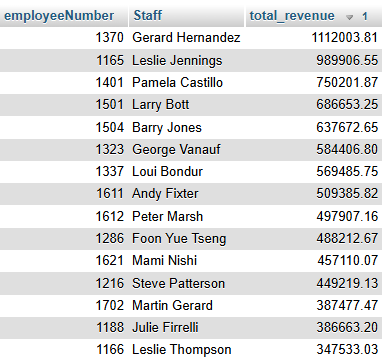 employeeNumber Staff total_revenue 1
1370 Gerard Hernandez 1112003.81
1165 Leslie Jennings 989906.55
1401 Pamela Castillo 750201.87
1501 Larry Bott 686653.25
1504 Barry Jones 637672.65
1323 George Vanauf 584406.80
1337 Loui Bondur 569485.75
1611 Andy Fixter 509385.82
1612 Peter Marsh 497907.16
1286 Foon Yue Tseng 488212.67
1621 Mami Nishi 457110.07
1216 Steve Patterson 449219.13
1702 Martin Gerard 387477.47
1188 Julie Firrelli 386663.20
1166 Leslie Thompson 347533.03